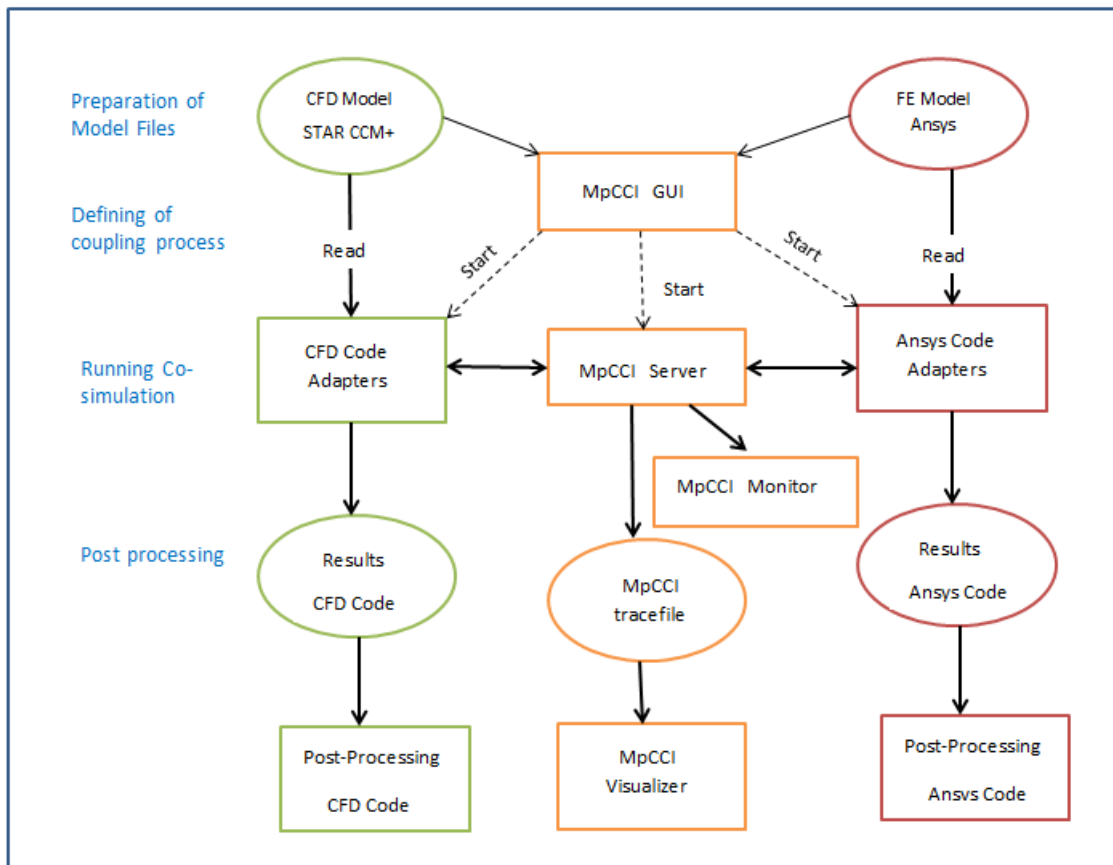 Preparation of
Model Files
CFD Model
STAR CCM+
FE Model
Ansys
MpCCI GUI
Defining of
coupling process
Read
Start
Start
Start
Read
Running Co-
simulation
CFD Code
Adapters
MpCCI Server
Ansys Code
Adapters
MpCCI Monitor
Post processing
Results
CFD Code
MpCCI
tracefile
Results
Ansys Code
Post-Processing
CFD Code
MpCCI
Visualizer
Post-Processing
Ansvs Code